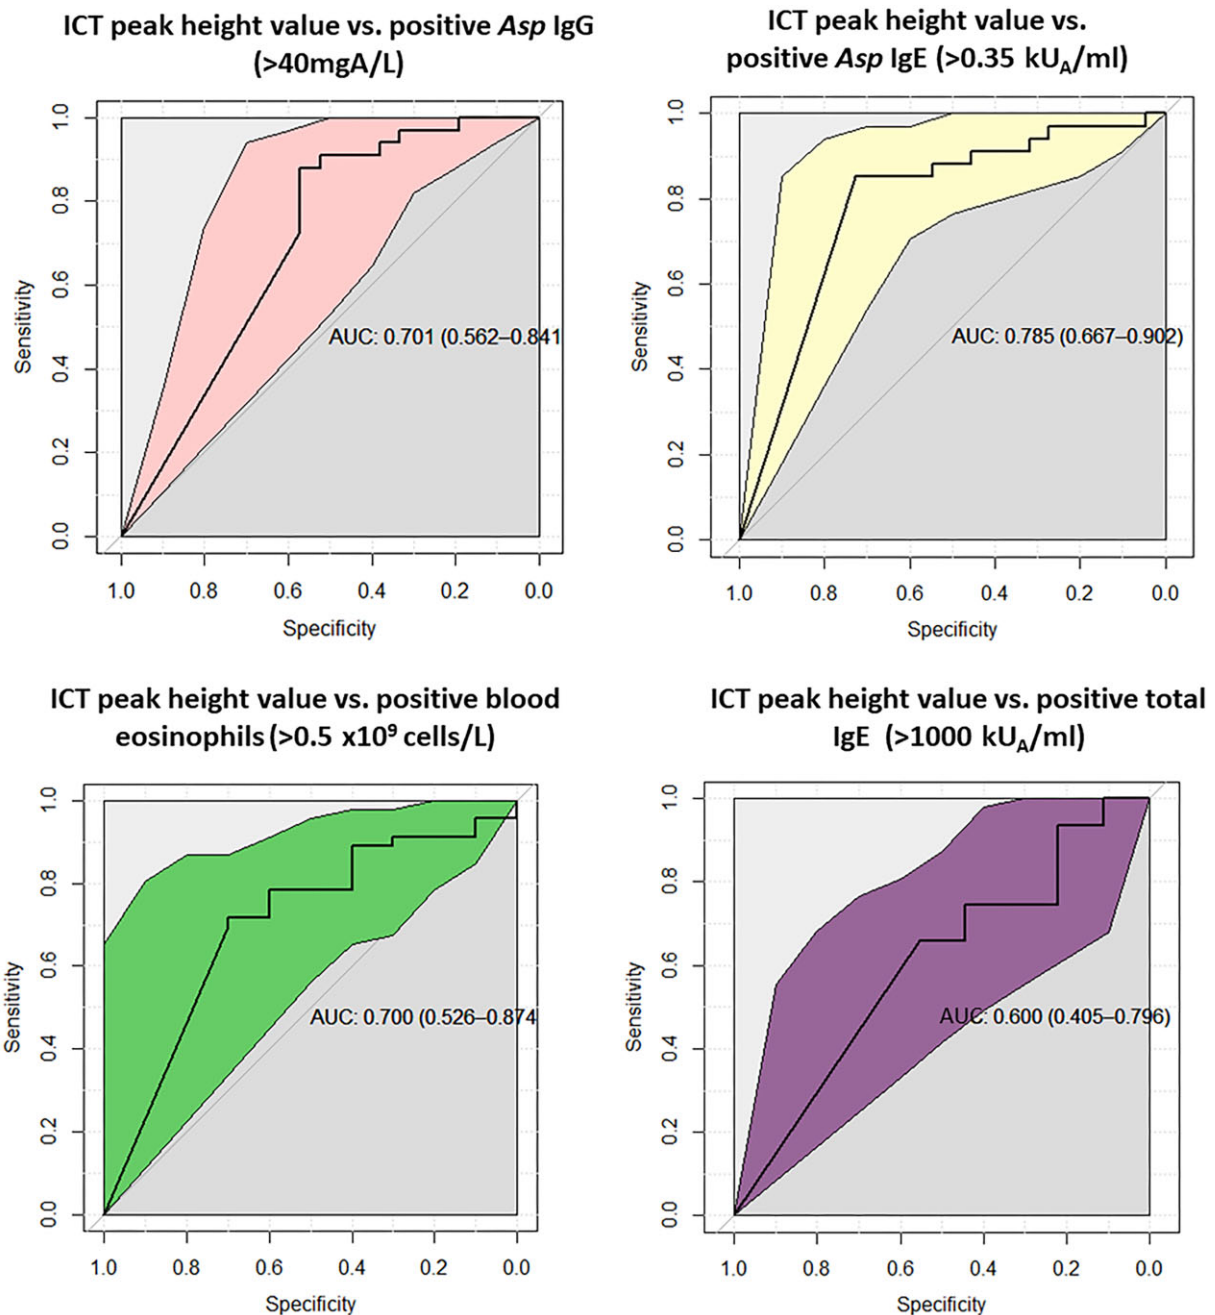 ICT peak height value vs. positive Asp IgG
(>40mgA/L)
1.0
0.8
0.6
0.4
0.2
0.0
Sensitivity
AUC: 0.701 (0.562–0.841
1.0
0.8
0.6
0.4
0.2
0.0
Specificity
ICT peak height value vs.
positive Asp IgE (>0.35 kUA/ml)
1.0
0.8
0.6
0.4
0.2
0.0
Sensitivity
AUC: 0.785 (0.667–0.902)
1.0
0.8
0.6
0.4
0.2
0.0
Specificity
ICT peak height value vs. positive blood
eosinophils (>0.5 x10⁹ cells/L)
1.0
0.8
0.6
0.4
0.2
0.0
Sensitivity
AUC: 0.700 (0.526–0.874
1.0
0.8
0.6
0.4
0.2
0.0
Specificity
ICT peak height value vs. positive total
IgE (>1000 kUA/ml)
1.0
0.8
0.6
0.4
0.2
0.0
Sensitivity
AUC: 0.600 (0.405–0.796)
1.0
0.8
0.6
0.4
0.2
0.0
Specificity